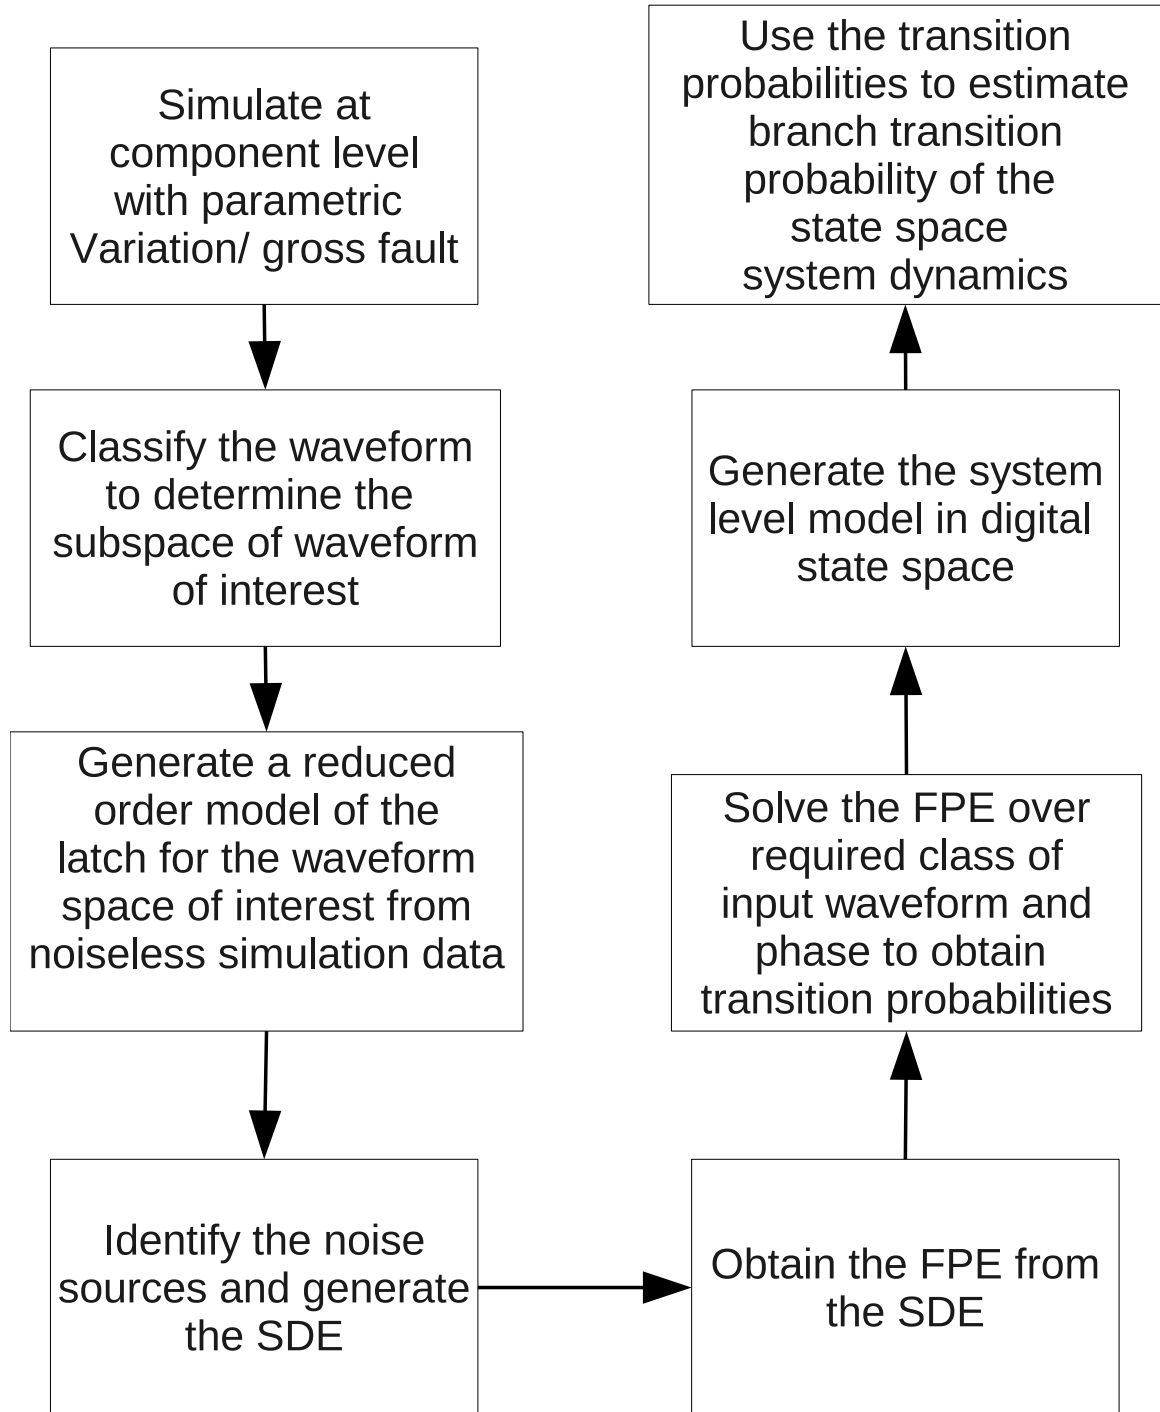 Simulate at
component level
with parametric
Variation/ gross fault
Classify the waveform
to determine the
subspace of waveform
of interest
Generate a reduced
order model of the
latch for the waveform
space of interest from
noiseless simulation data
Identify the noise
sources and generate
the SDE
Obtain the FPE from
the SDE
Solve the FPE over
required class of
input waveform and
phase to obtain
transition probabilities
Generate the system
level model in digital
state space
Use the transition
probabilities to estimate
branch transition
probability of the
state space
system dynamics